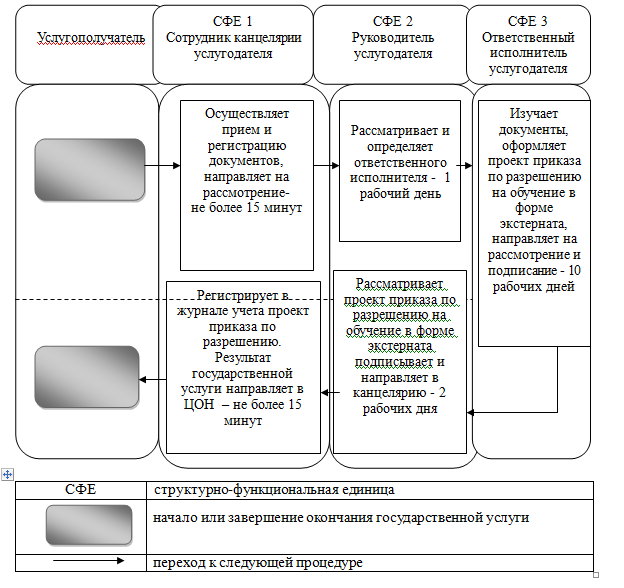 Услугополучатель
СФЕ 1
Сотрудник канцелярии
услугодателя
СФЕ 2
Руководитель
услугодателя
СФЕ 3
Ответственный
исполнитель
услугодателя
Осуществляет
прием и
регистрацию
документов,
направляет на
рассмотрение-
не более 15 минут
Рассматривает и
определяет
ответственного
исполнителя - 1
рабочий день
Изучает
документы,
оформляет
проект приказа
по разрешению
на обучение в
форме
экстерната,
направляет на
рассмотрение и
подписание - 10
рабочих дней
Рассматривает
проект приказа по
разрешению на
обучение в форме
экстерната
подписывает и
направляет в
канцелярию - 2
рабочих дня
Регистрирует в
журнале учета проект
приказа по
разрешению.
Результат
государственной
услуги направляет в
ЦОН – не более 15
минут
СФЕ
структурно-функциональная единица
начало или завершение окончания государственной услуги
переход к следующей процедуре